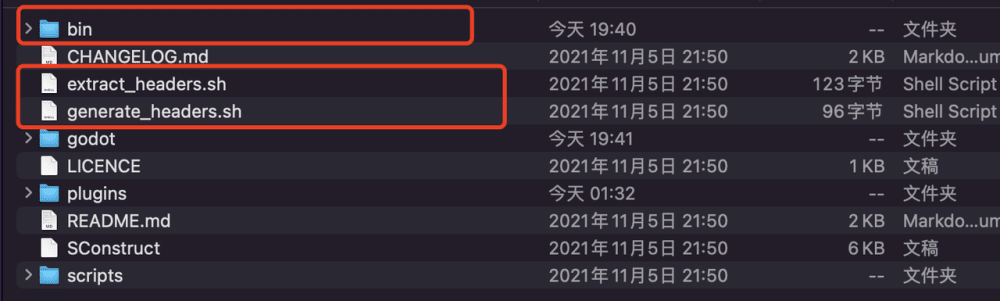 bin 今天 19:40 -- 文件夹
CHANGELOG.md 2021年11月5日 21:50 2 KB Markdo...um
extract_headers.sh 2021年11月5日 21:50 123字节 Shell Script
generate_headers.sh 2021年11月5日 21:50 96字节 Shell Script
godot 今天 19:41 -- 文件夹
LICENCE 2021年11月5日 21:50 1 KB 文稿
plugins 今天 01:32 -- 文件夹
README.md 2021年11月5日 21:50 2 KB Markdo...um
SConstruct 2021年11月5日 21:50 6 KB 文稿
scripts 2021年11月5日 21:50 -- 文件夹